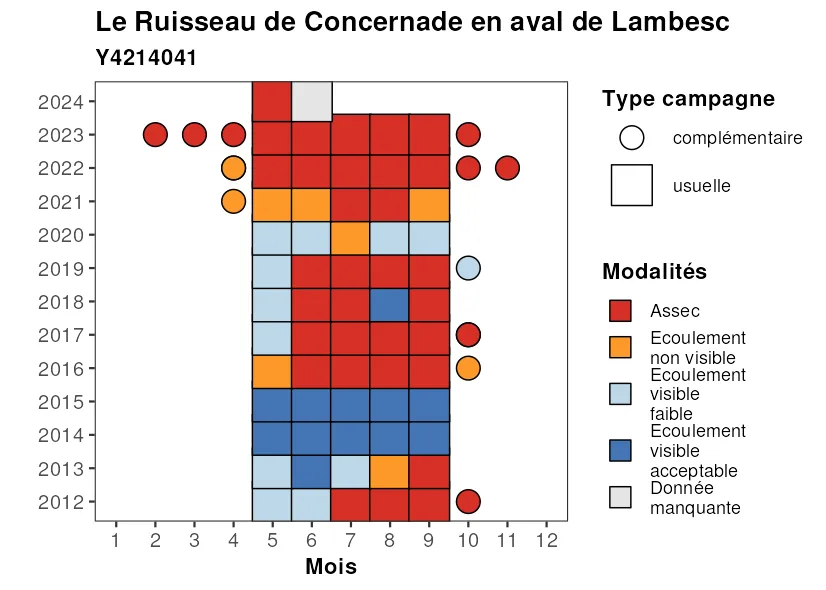 Le Ruisseau de Concernade en aval de Lambesc
Y4214041
2024
2023
2022
2021
2020
2019
2018
2017
2016
2015
2014
2013
2012
1 2 3 4 5 6 7 8 9 10 11 12
Mois
Type campagne
complémentaire
usuelle
Modalités
Assec
Ecoulement
non visible
Ecoulement
visible
faible
Ecoulement
visible
acceptable
Donnée
manquante